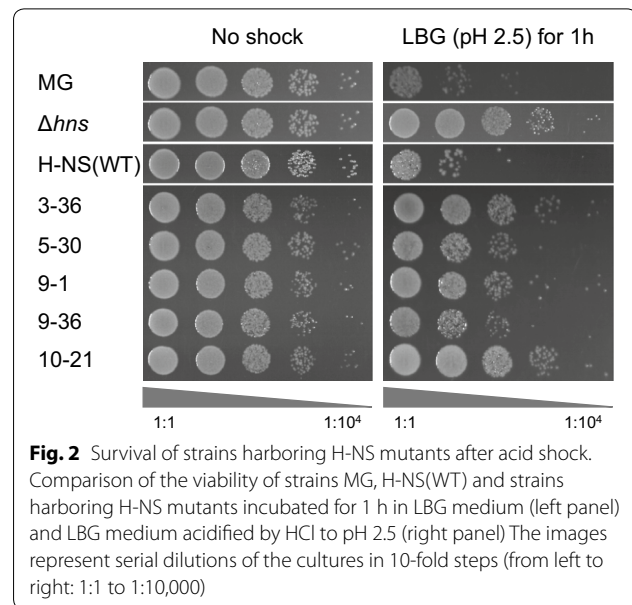 No shock LBG (pH 2.5) for 1h
MG
Δhns
H-NS(WT)
3-36
5-30
9-1
9-36
10-21
1:1 1:10⁴ 1:1 1:10⁴
Fig. 2 Survival of strains harboring H-NS mutants after acid shock.
Comparison of the viability of strains MG, H-NS(WT) and strains
harboring H-NS mutants incubated for 1 h in LBG medium (left panel)
and LBG medium acidified by HCl to pH 2.5 (right panel) The images
represent serial dilutions of the cultures in 10-fold steps (from left to
right: 1:1 to 1:10,000)